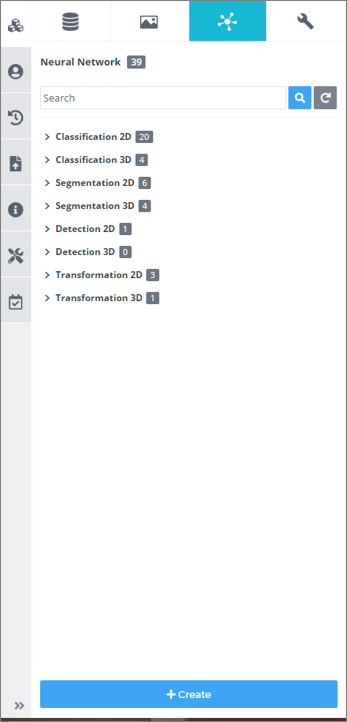 Neural Network 39
Search
Classification 2D 20
Classification 3D 4
Segmentation 2D 6
Segmentation 3D 4
Detection 2D 1
Detection 3D 0
Transformation 2D 3
Transformation 3D 1
+ Create